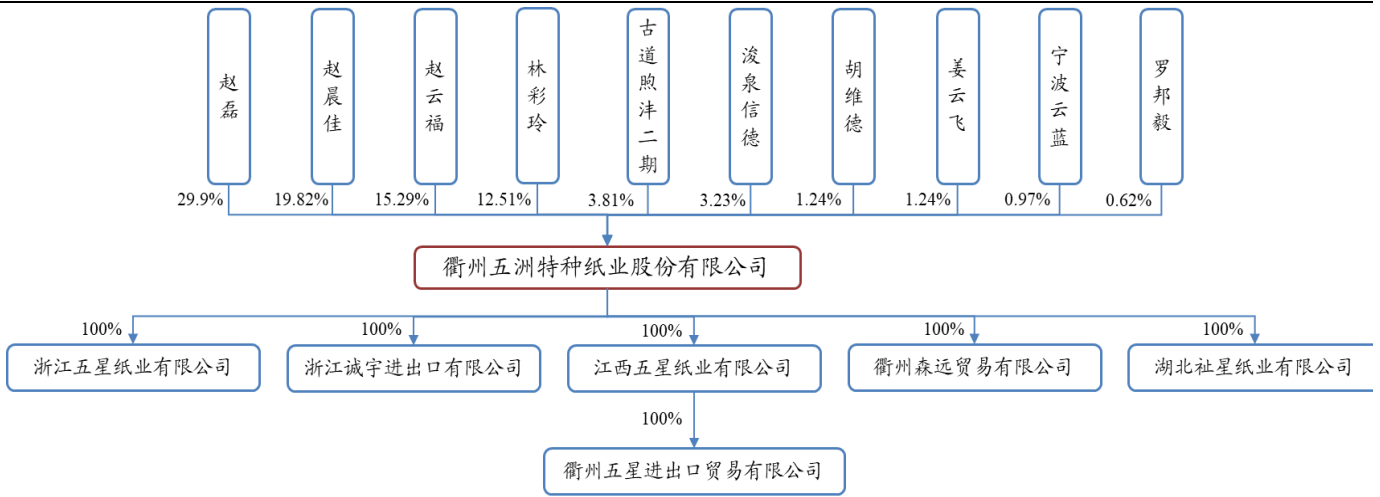 赵磊
赵晨佳
赵云福
林彩玲
古道煦沣二期
浚泉信德
胡维德
姜云飞
宁波云蓝
罗邦毅
29.9%
19.82%
15.29%
12.51%
3.81%
3.23%
1.24%
1.24%
0.97%
0.62%
衢州五洲特种纸业股份有限公司
100%
100%
100%
100%
100%
浙江五星纸业有限公司
浙江诚宇进出口有限公司
江西五星纸业有限公司
衢州森远贸易有限公司
湖北祉星纸业有限公司
100%
衢州五星进出口贸易有限公司